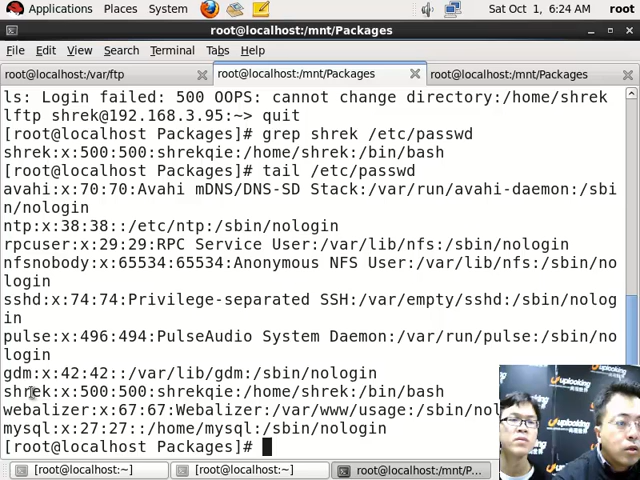 Applications Places System
Sat Oct 1, 6:24 AM root
root@localhost:/mnt/Packages
File Edit View Search Terminal Tabs Help
root@localhost:/var/ftp
root@localhost:/mnt/Packages
root@localhost:/mnt/Packages
ls: Login failed: 500 OOPS: cannot change directory:/home/shrek
lftp shrek@192.168.3.95:~> quit
[root@localhost Packages]# grep shrek /etc/passwd
shrek:x:500:500:shrekqie:/home/shrek:/bin/bash
[root@localhost Packages]# tail /etc/passwd
avahi:x:70:70:Avahi mDNS/DNS-SD Stack:/var/run/avahi-daemon:/sbi
n/nologin
ntp:x:38:38::/etc/ntp:/sbin/nologin
rpcuser:x:29:29:RPC Service User:/var/lib/nfs:/sbin/nologin
nfsnobody:x:65534:65534:Anonymous NFS User:/var/lib/nfs:/sbin/no
login
sshd:x:74:74:Privilege-separated SSH:/var/empty/sshd:/sbin/nolog
in
pulse:x:496:494:PulseAudio System Daemon:/var/run/pulse:/sbin/no
login
gdm:x:42:42::/var/lib/gdm:/sbin/nologin
shrek:x:500:500:shrekqie:/home/shrek:/bin/bash
webalizer:x:67:67:Webalizer:/var/www/usage:/sbin/nol
mysql:x:27:27::/home/mysql:/sbin/nologin
[root@localhost Packages]#
uplooking
uplooking
[root@localhost:~]
[root@localhost:~]
root@localhost:/mnt/P...